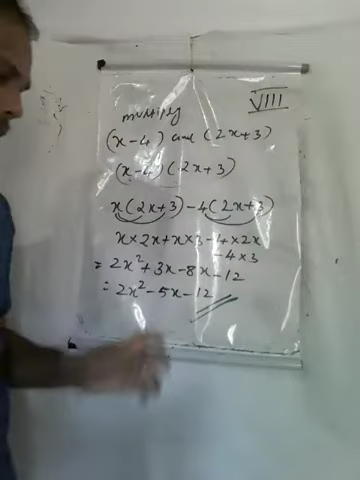 multiply
VIII
(x-4) and (2x+3)
(x-4)(2x+3)
x(2x+3)-4(2x+3)
x×2x+x×3-4×2x
-4×3
= 2x²+3x-8x-12
= 2x²-5x-12